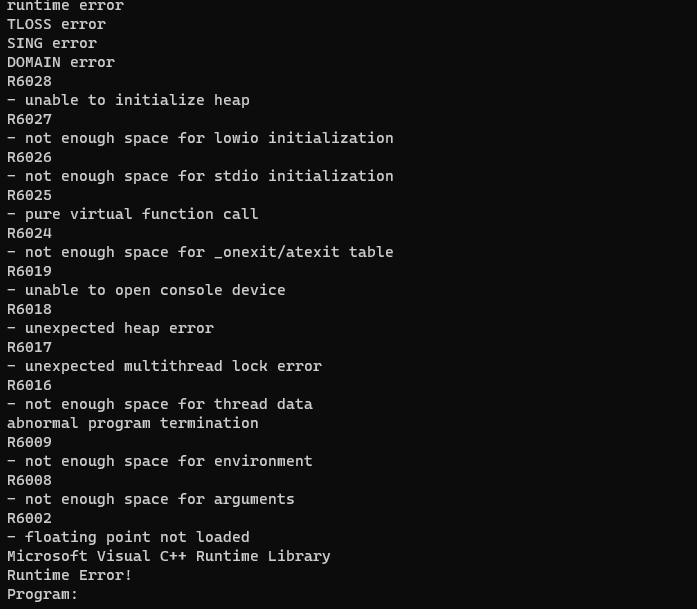 runtime error
TLOSS error
SING error
DOMAIN error
R6028
- unable to initialize heap
R6027
- not enough space for lowio initialization
R6026
- not enough space for stdio initialization
R6025
- pure virtual function call
R6024
- not enough space for _onexit/atexit table
R6019
- unable to open console device
R6018
- unexpected heap error
R6017
- unexpected multithread lock error
R6016
- not enough space for thread data
abnormal program termination
R6009
- not enough space for environment
R6008
- not enough space for arguments
R6002
- floating point not loaded
Microsoft Visual C++ Runtime Library
Runtime Error!
Program: